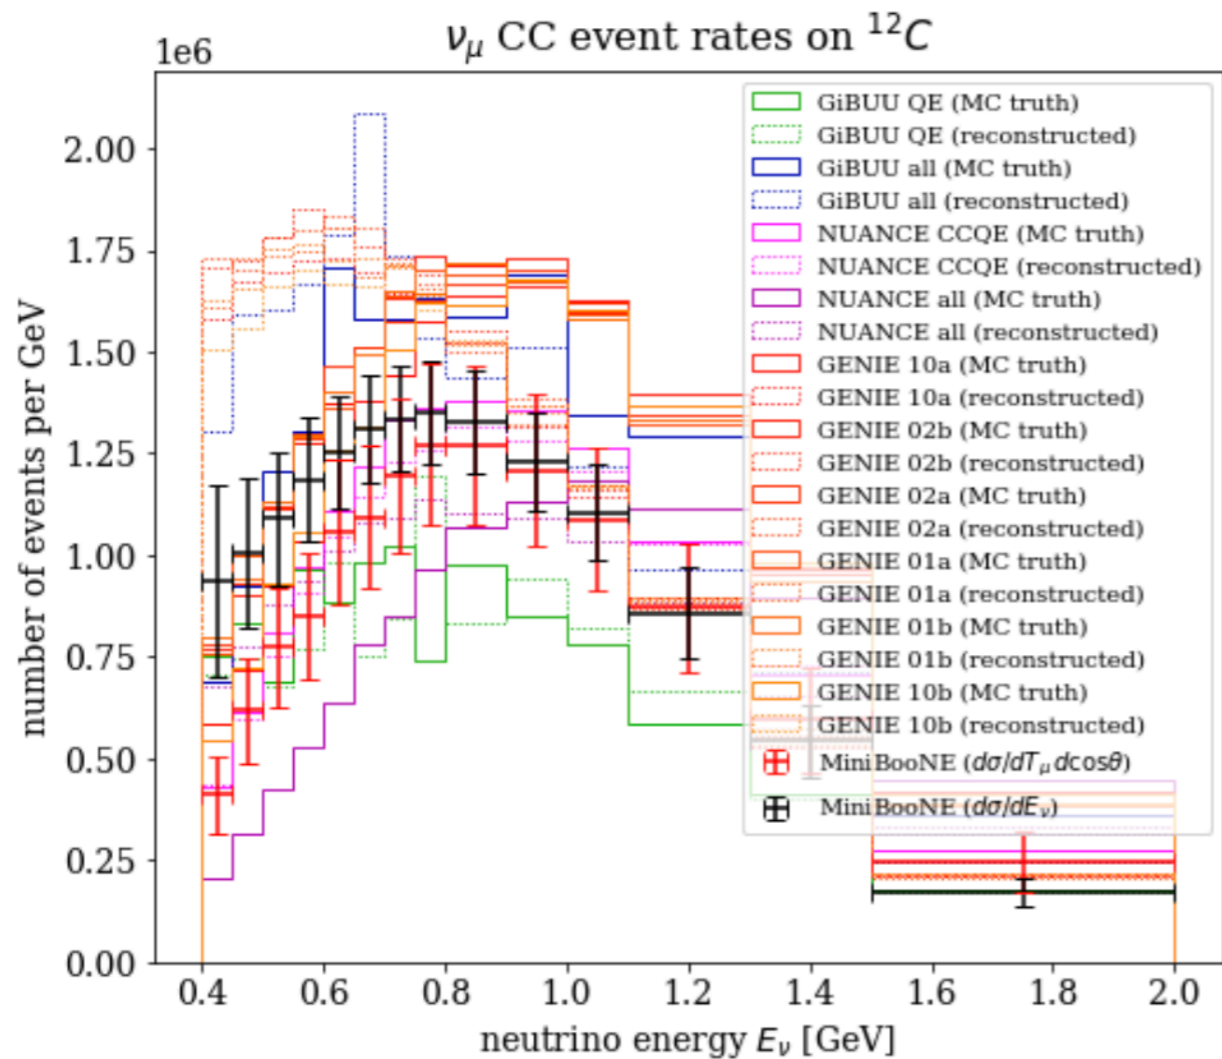 ν_μ CC event rates on ¹²C
1e6
GiBUU QE (MC truth)
GiBUU QE (reconstructed)
GiBUU all (MC truth)
GiBUU all (reconstructed)
NUANCE CCQE (MC truth)
NUANCE CCQE (reconstructed)
NUANCE all (MC truth)
NUANCE all (reconstructed)
GENIE 10a (MC truth)
GENIE 10a (reconstructed)
GENIE 02b (MC truth)
GENIE 02b (reconstructed)
GENIE 02a (MC truth)
GENIE 02a (reconstructed)
GENIE 01a (MC truth)
GENIE 01a (reconstructed)
GENIE 01b (MC truth)
GENIE 01b (reconstructed)
GENIE 10b (MC truth)
GENIE 10b (reconstructed)
MiniBooNE (dσ/dT_μ dcosθ)
MiniBooNE (dσ/dE_ν)
number of events per GeV
2.00
1.75
1.50
1.25
1.00
0.75
0.50
0.25
0.00
0.4 0.6 0.8 1.0 1.2 1.4 1.6 1.8 2.0
neutrino energy E_ν [GeV]